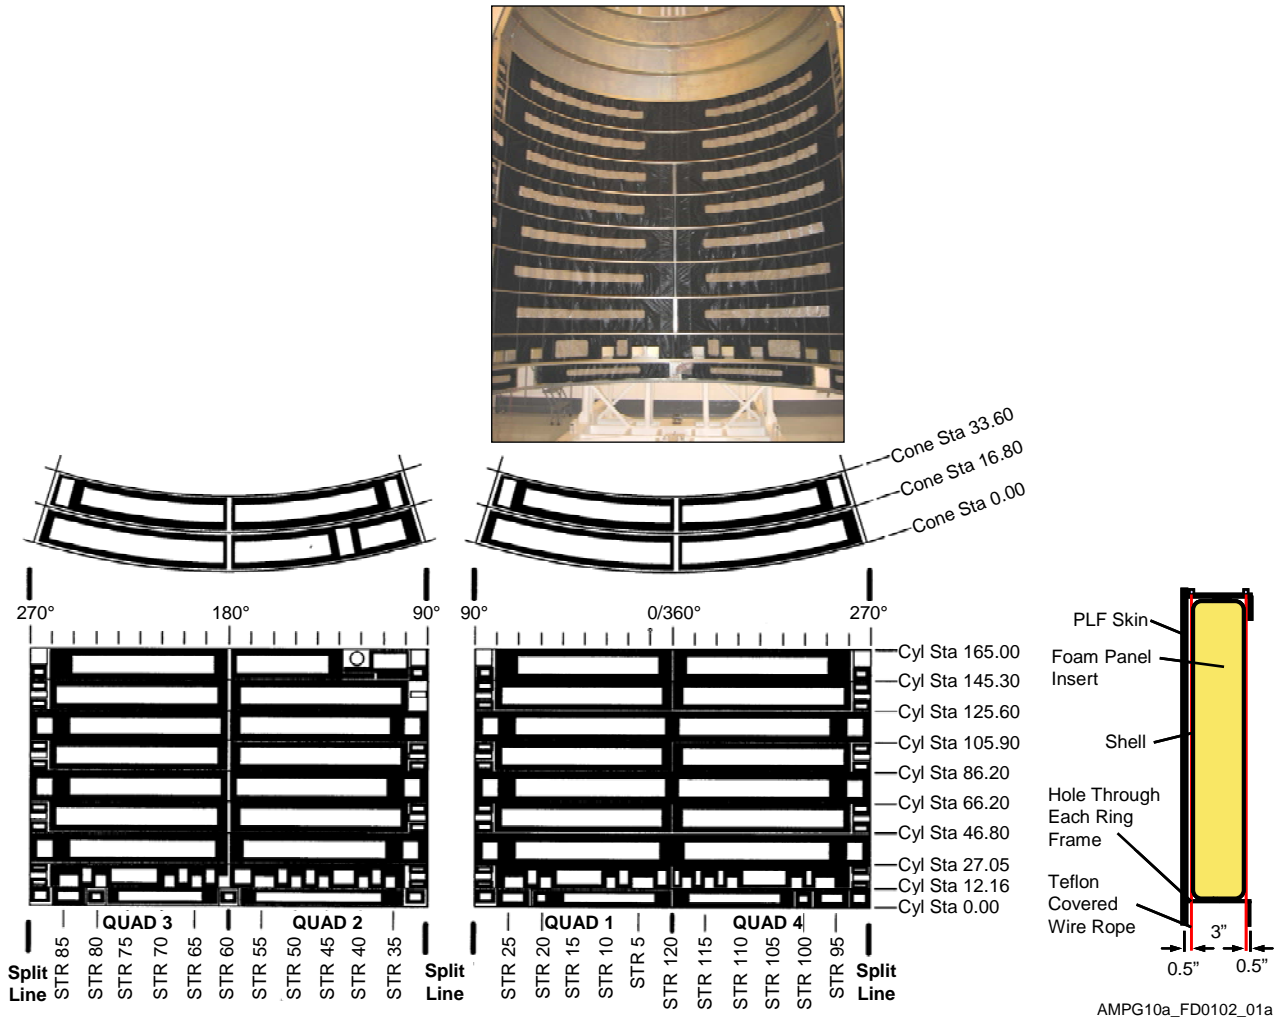 Cone Sta 33.60
Cone Sta 16.80
Cone Sta 0.00
270°
180°
90°
90°
0/360°
270°
Cyl Sta 165.00
Cyl Sta 145.30
Cyl Sta 125.60
Cyl Sta 105.90
Cyl Sta 86.20
Cyl Sta 66.20
Cyl Sta 46.80
Cyl Sta 27.05
Cyl Sta 12.16
Cyl Sta 0.00
QUAD 3
QUAD 2
QUAD 1
QUAD 4
Split
Line
STR 85
STR 80
STR 75
STR 70
STR 65
STR 60
STR 55
STR 50
STR 45
STR 40
STR 35
Split
Line
STR 25
STR 20
STR 15
STR 10
STR 5
STR 120
STR 115
STR 110
STR 105
STR 100
STR 95
Split
Line
PLF Skin
Foam Panel
Insert
Shell
Hole Through
Each Ring
Frame
Teflon
Covered
Wire Rope
3”
0.5”
0.5”
AMPG10a_FD0102_01a